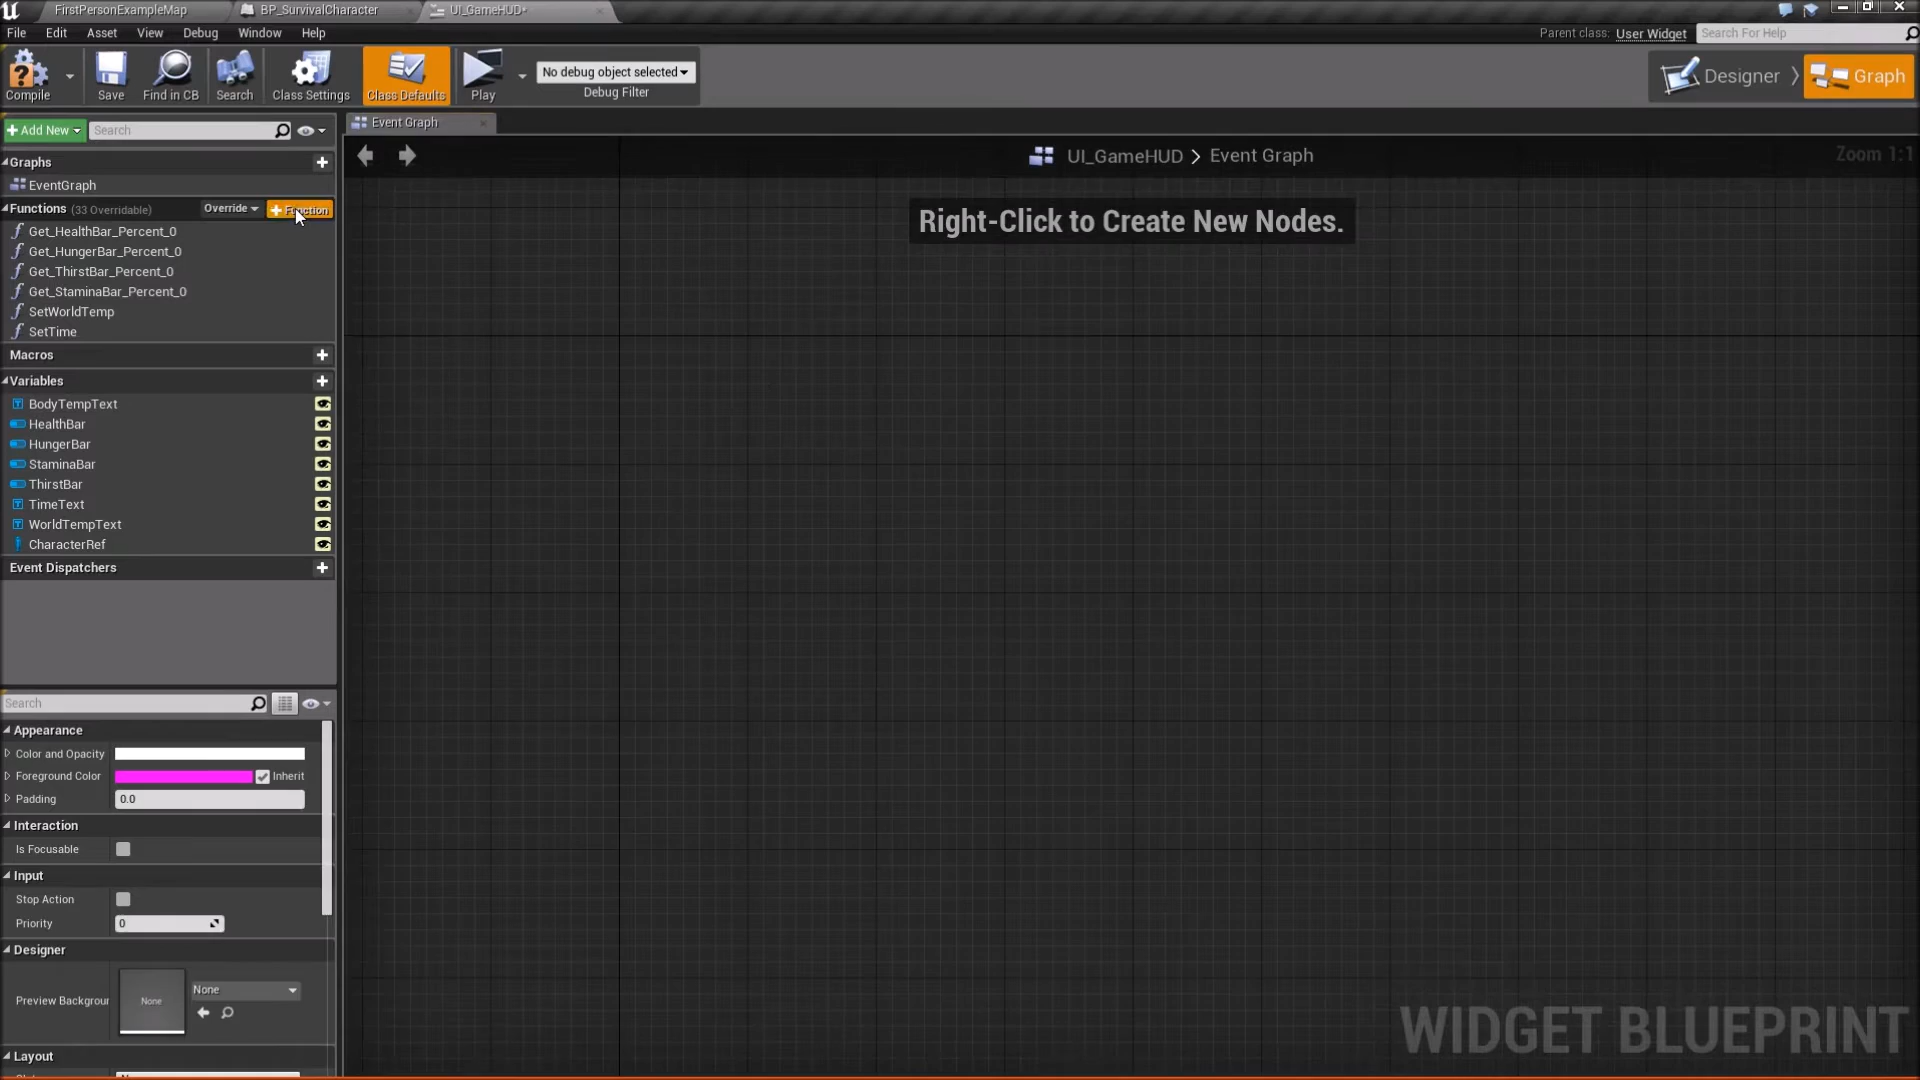 FirstPersonExampleMap
BP_SurvivalCharacter
UI_GameHUD*
File Edit Asset View Debug Window Help
Parent class: User Widget Search For Help
Compile Save Find in CB Search Class Settings Class Defaults Play
No debug object selected
Debug Filter
Designer Graph
Add New Search
Event Graph
Graphs
EventGraph
Functions (33 Overridable) Override Function
Get_HealthBar_Percent_0
Get_HungerBar_Percent_0
Get_ThirstBar_Percent_0
Get_StaminaBar_Percent_0
SetWorldTemp
SetTime
Macros
Variables
BodyTempText
HealthBar
HungerBar
StaminaBar
ThirstBar
TimeText
WorldTempText
CharacterRef
Event Dispatchers
UI_GameHUD > Event Graph
Zoom 1:1
Right-Click to Create New Nodes.
Search
Appearance
Color and Opacity
Foreground Color Inherit
Padding 0.0
Interaction
Is Focusable
Input
Stop Action
Priority 0
Designer
Preview Backgrour None None
Layout
WIDGET BLUEPRINT